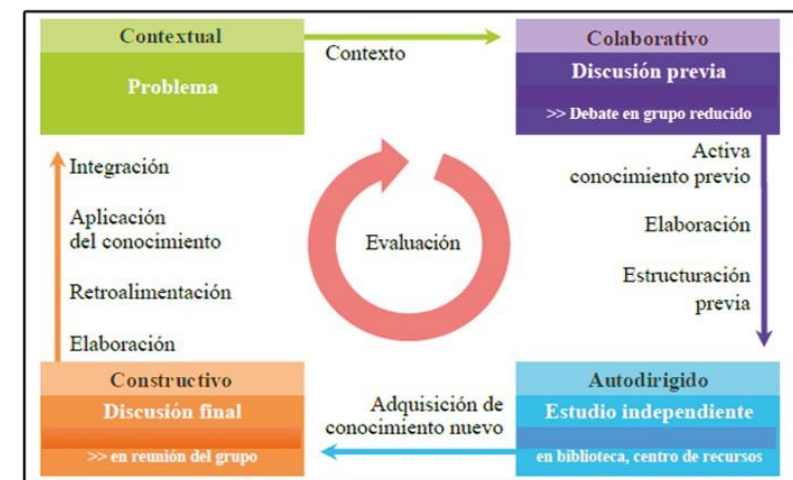 Contextual
Problema
Contexto
Colaborativo
Discusión previa
>> Debate en grupo reducido
Activa
conocimiento previo
Elaboración
Estructuración
previa
Autodirigido
Estudio independiente
en biblioteca, centro de recursos
Adquisición de
conocimiento nuevo
Constructivo
Discusión final
>> en reunión del grupo
Integración
Aplicación
del conocimiento
Retroalimentación
Elaboración
Evaluación